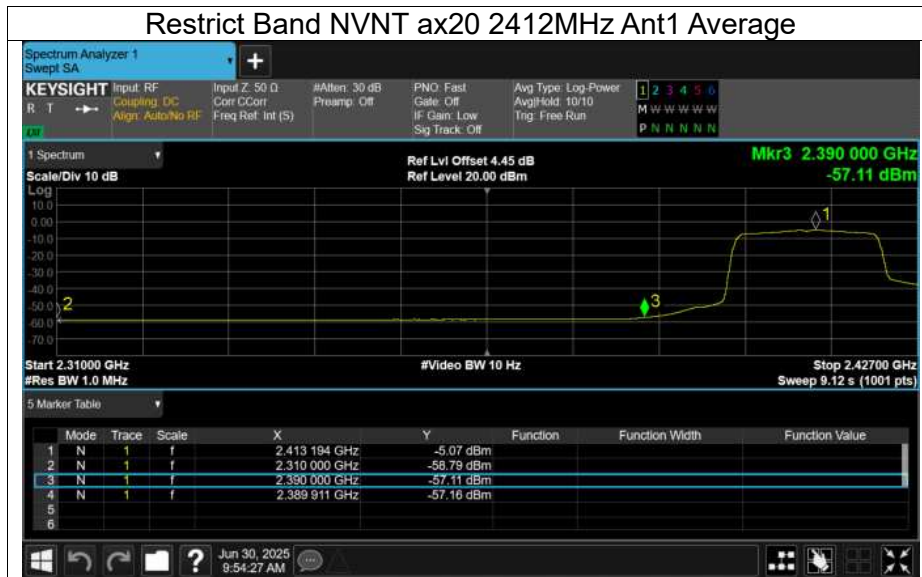 Restrict Band NVNT ax20 2412MHz Ant1 Average
Spectrum Analyzer 1
Swept SA
+
KEYSIGHT Input: RF Input Z: 50 Ω #Atten: 30 dB PNO: Fast Avg Type: Log-Power 1 2 3 4 5 6
R T Coupling: DC Corr CCorr Preamp: Off Gate: Off Avg|Hold: 10/10 M W W W W W
Align: Auto/No RF Freq Ref: Int (S) IF Gain: Low Trig: Free Run
Sig Track: Off P N N N N N
1 Spectrum
Ref Lvl Offset 4.45 dB Mkr3 2.390 000 GHz
Scale/Div 10 dB Ref Level 20.00 dBm -57.11 dBm
Log
10.0
0.00
1
-10.0
-20.0
-30.0
-40.0
-50.0
2
3
-60.0
-70.0
Start 2.31000 GHz #Video BW 10 Hz Stop 2.42700 GHz
#Res BW 1.0 MHz Sweep 9.12 s (1001 pts)
5 Marker Table
Mode Trace Scale X Y Function Function Width Function Value
1 N 1 f 2.413 194 GHz -5.07 dBm
2 N 1 f 2.310 000 GHz -58.79 dBm
3 N 1 f 2.390 000 GHz -57.11 dBm
4 N 1 f 2.389 911 GHz -57.16 dBm
5
6
? Jun 30, 2025
9:54:27 AM